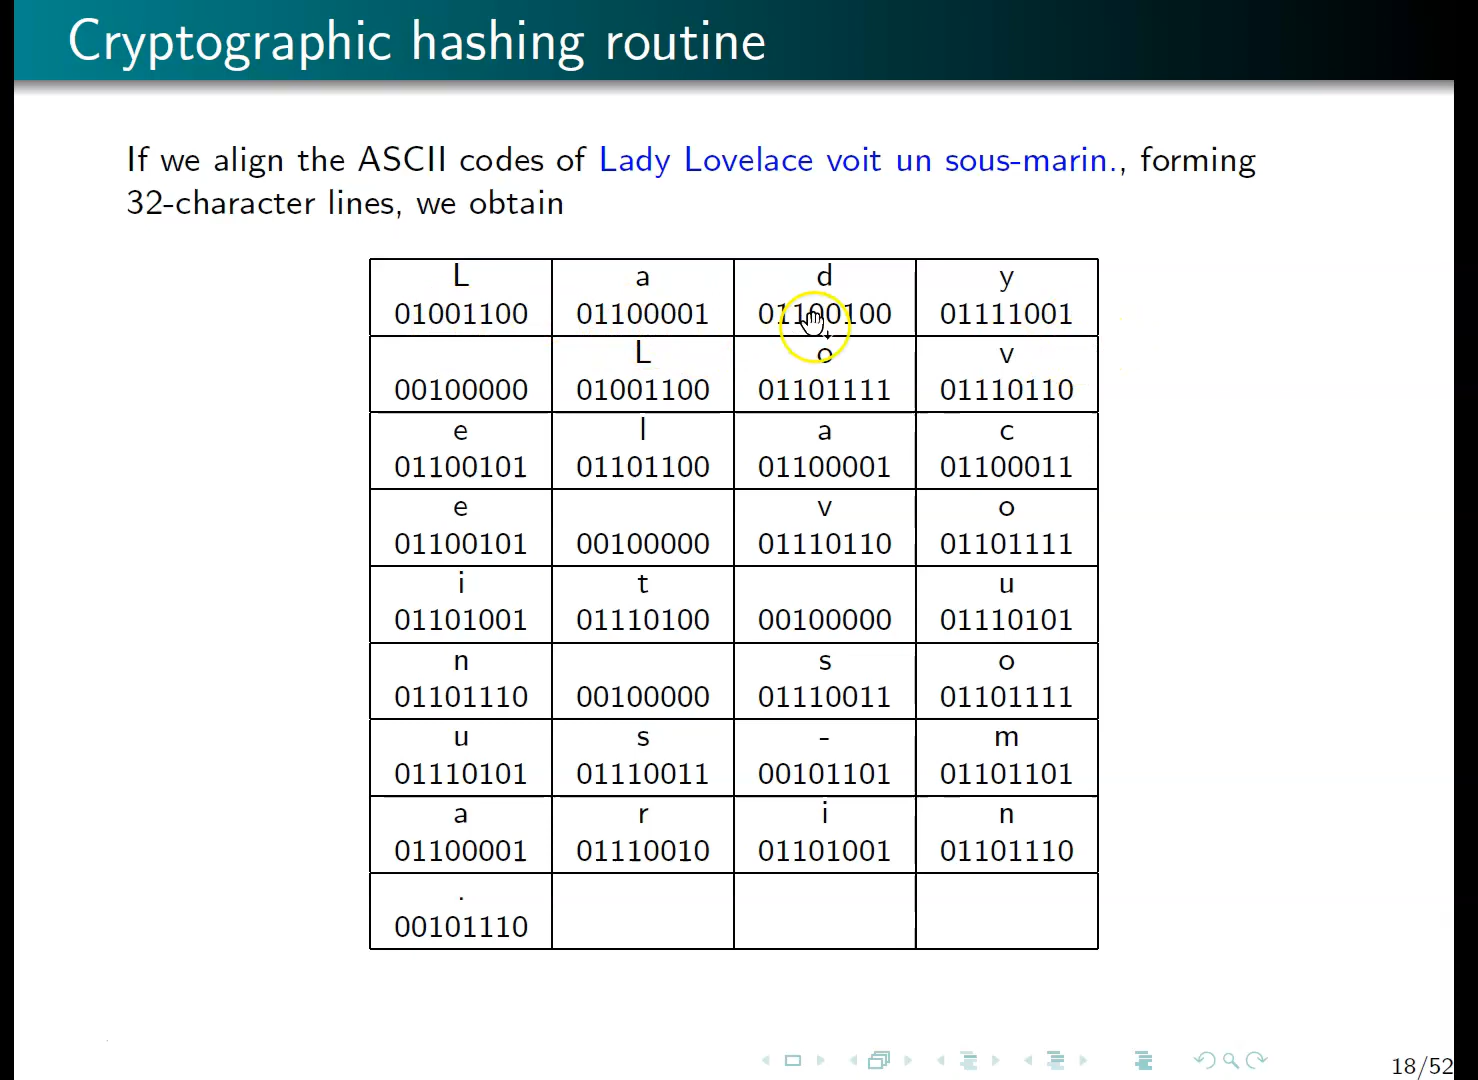 Cryptographic hashing routine
If we align the ASCII codes of Lady Lovelace voit un sous-marin., forming
32-character lines, we obtain
L a d y
01001100 01100001 01100100 01111001
L o v
00100000 01001100 01101111 01110110
e l a c
01100101 01101100 01100001 01100011
e v o
01100101 00100000 01110110 01101111
i t u
01101001 01110100 00100000 01110101
n s o
01101110 00100000 01110011 01101111
u s - m
01110101 01110011 00101101 01101101
a r i n
01100001 01110010 01101001 01101110
.
00101110
18/52